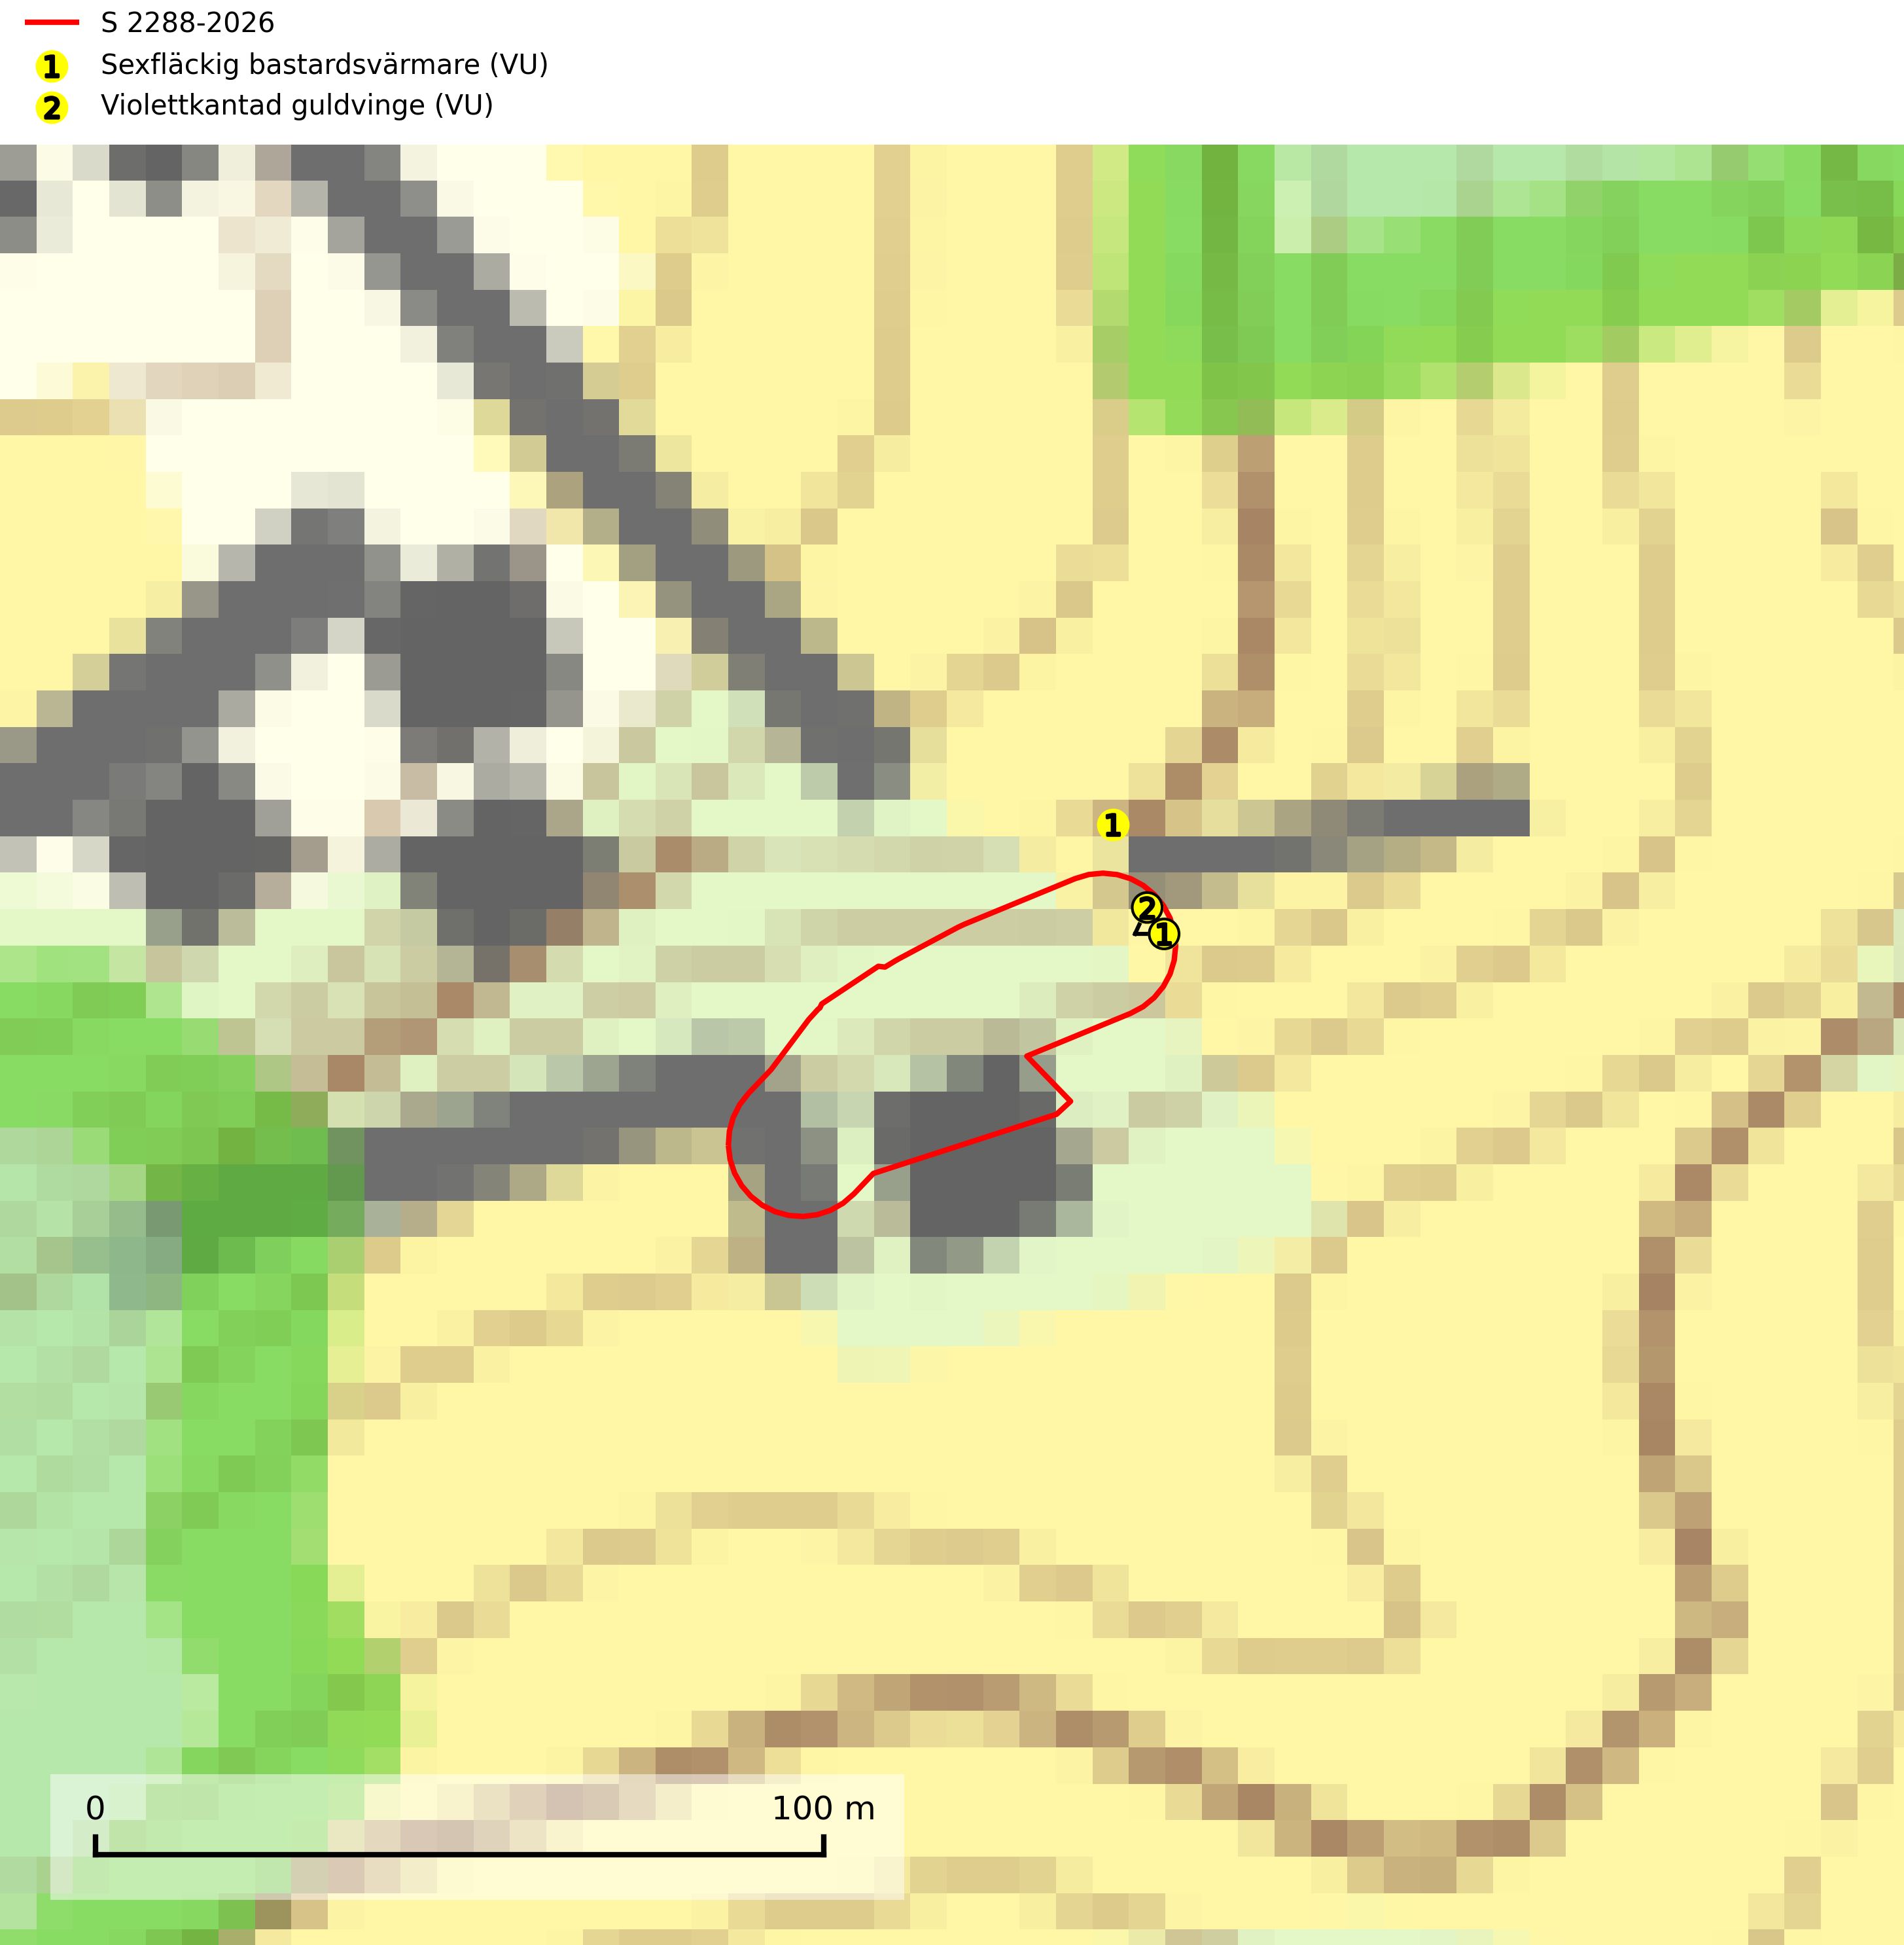 S 2288-2026
1 Sexfläckig bastardsvärmare (VU)
2 Violettkantad guldvinge (VU)
1
2
1
0 100 m